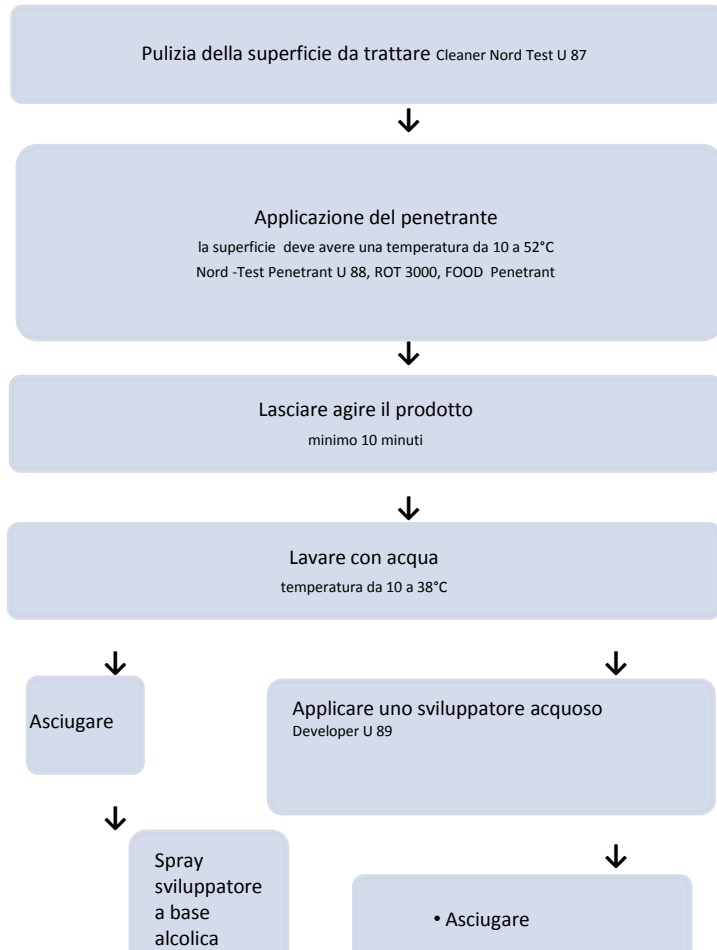 Pulizia della superficie da trattare Cleaner Nord Test U 87
Applicazione del penetrante
la superficie deve avere una temperatura da 10 a 52°C
Nord -Test Penetrant U 88, ROT 3000, FOOD Penetrant
Lasciare agire il prodotto
minimo 10 minuti
Lavare con acqua
temperatura da 10 a 38°C
Asciugare
Applicare uno sviluppatore acquoso
Developer U 89
Spray
sviluppatore
a base
alcolica
• Asciugare